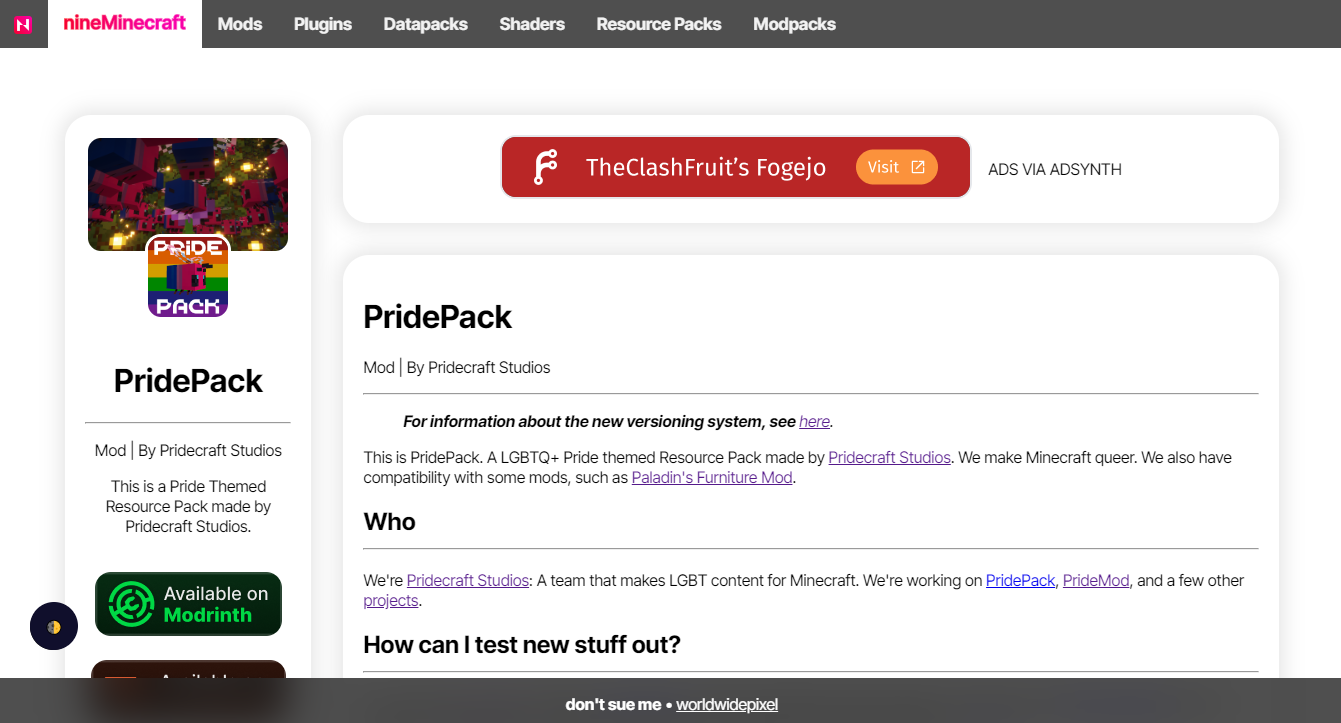 N
nineMinecraft
Mods
Plugins
Datapacks
Shaders
Resource Packs
Modpacks
PRIDE
PACK
PridePack
Mod | By Pridecraft Studios
This is a Pride Themed
Resource Pack made by
Pridecraft Studios.
Available on
Modrinth
TheClashFruit's Fogejo
Visit
ADS VIA ADSYNTH
PridePack
Mod | By Pridecraft Studios
For information about the new versioning system, see here.
This is PridePack. A LGBTQ+ Pride themed Resource Pack made by Pridecraft Studios. We make Minecraft queer. We also have
compatibility with some mods, such as Paladin's Furniture Mod.
Who
We're Pridecraft Studios: A team that makes LGBT content for Minecraft. We're working on PridePack, PrideMod, and a few other
projects.
How can I test new stuff out?
don't sue me • worldwidepixel